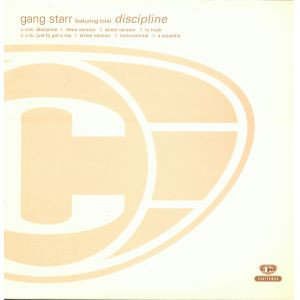 gang starr featuring total discipline
a side: discipline 1. clean version 2. street version 3. tv track
b side: just to get a rep 1. street version 2. instrumental 3. a cappella
C
C